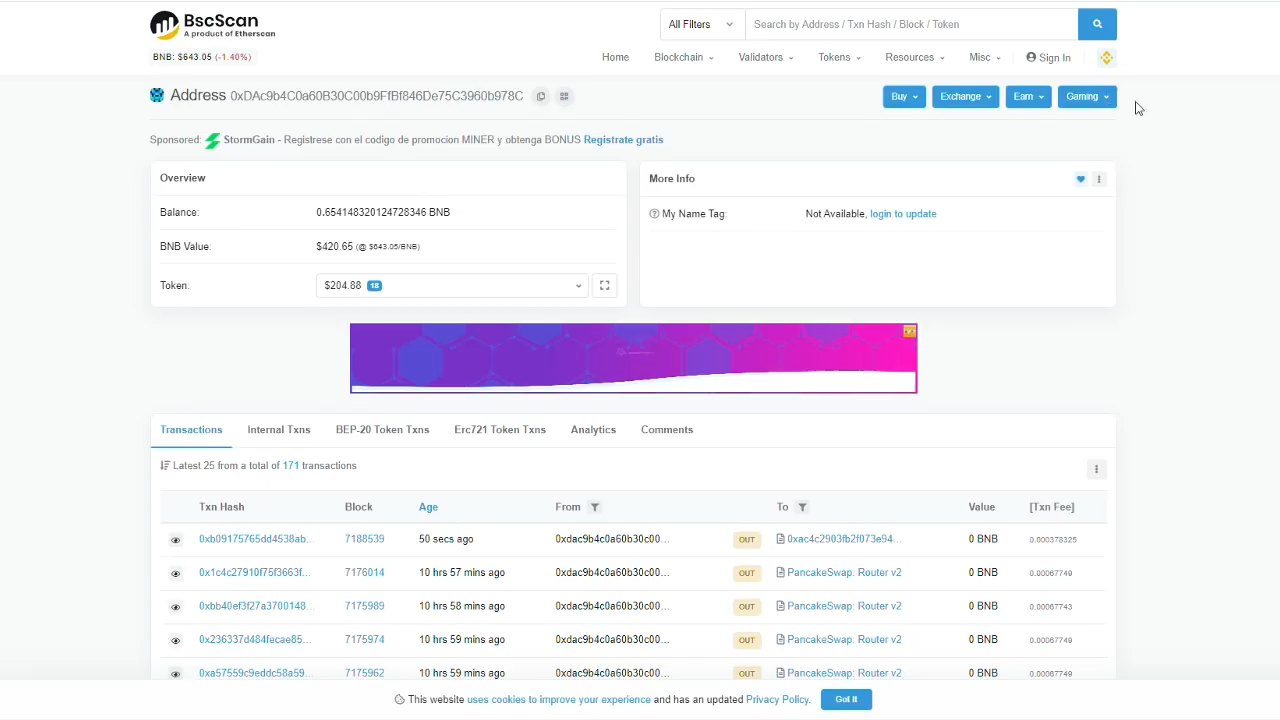 BscScan
A product of Etherscan
All Filters
Search by Address / Txn Hash / Block / Token
BNB: $643.05 (-1.40%)
Home Blockchain Validators Tokens Resources Misc Sign In
Address 0xDAc9b4C0a60B30C00b9FfBf846De75C3960b978C
Buy Exchange Earn Gaming
Sponsored: StormGain - Registrese con el codigo de promocion MINER y obtenga BONUS Registrate gratis
Overview
Balance: 0.654148320124728346 BNB
BNB Value: $420.65 (@ $643.05/BNB)
Token: $204.88 18
More Info
My Name Tag: Not Available, login to update
Transactions Internal Txns BEP-20 Token Txns Erc721 Token Txns Analytics Comments
Latest 25 from a total of 171 transactions
Txn Hash Block Age From To Value [Txn Fee]
0xb09175765dd4538ab... 7188539 50 secs ago 0xdac9b4c0a60b30c00... OUT 0xac4c2903fb2f073e94... 0 BNB 0.000378325
0x1c4c27910f75f3663f... 7176014 10 hrs 57 mins ago 0xdac9b4c0a60b30c00... OUT PancakeSwap: Router v2 0 BNB 0.00067749
0xbb40ef3f27a3700148... 7175989 10 hrs 58 mins ago 0xdac9b4c0a60b30c00... OUT PancakeSwap: Router v2 0 BNB 0.00067743
0x236337d484fecae85... 7175974 10 hrs 59 mins ago 0xdac9b4c0a60b30c00... OUT PancakeSwap: Router v2 0 BNB 0.00067749
0xa57559c9eddc58a59... 7175962 10 hrs 59 mins ago 0xdac9b4c0a60b30c00... OUT PancakeSwap: Router v2 0 BNB 0.00067749
This website uses cookies to improve your experience and has an updated Privacy Policy.
Got It